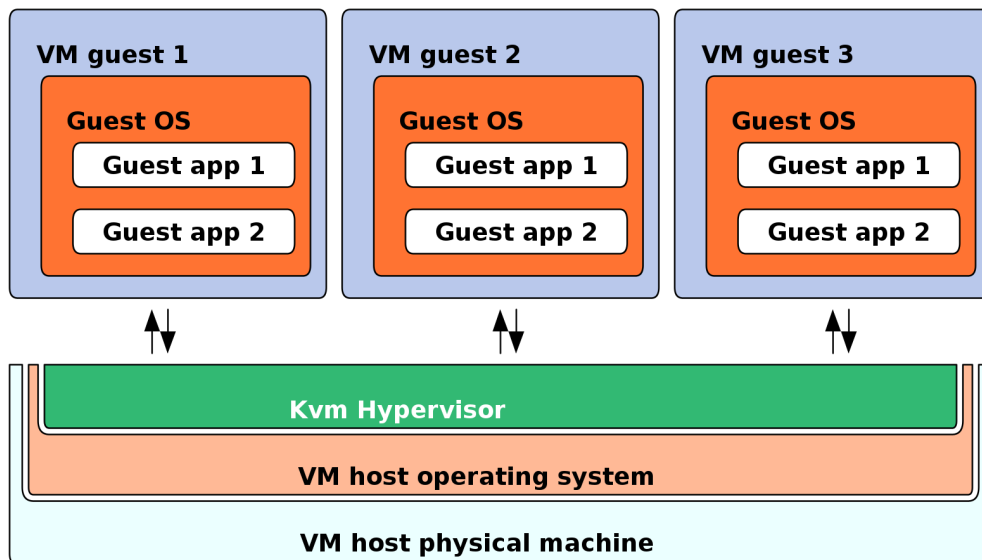 VM guest 1
Guest OS
Guest app 1
Guest app 2
VM guest 2
Guest OS
Guest app 1
Guest app 2
VM guest 3
Guest OS
Guest app 1
Guest app 2
Kvm Hypervisor
VM host operating system
VM host physical machine